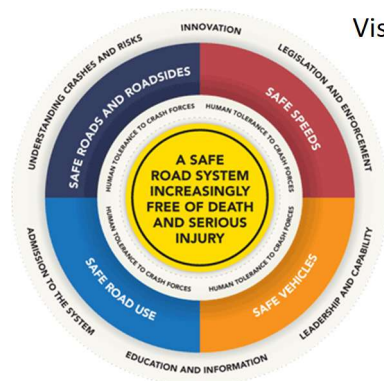 Vis
INNOVATION
UNDERSTANDING CRASHES AND RISKS
LEGISLATION AND ENFORCEMENT
SAFE ROADS AND ROADSIDES
SAFE SPEEDS
HUMAN TOLERANCE TO CRASH FORCES
HUMAN TOLERANCE TO CRASH FORCES
A SAFE
ROAD SYSTEM
INCREASINGLY
FREE OF DEATH
AND SERIOUS
INJURY
HUMAN TOLERANCE TO CRASH FORCES
HUMAN TOLERANCE TO CRASH FORCES
SAFE ROAD USE
SAFE VEHICLES
ADMISSION TO THE SYSTEM
LEADERSHIP AND CAPABILITY
EDUCATION AND INFORMATION